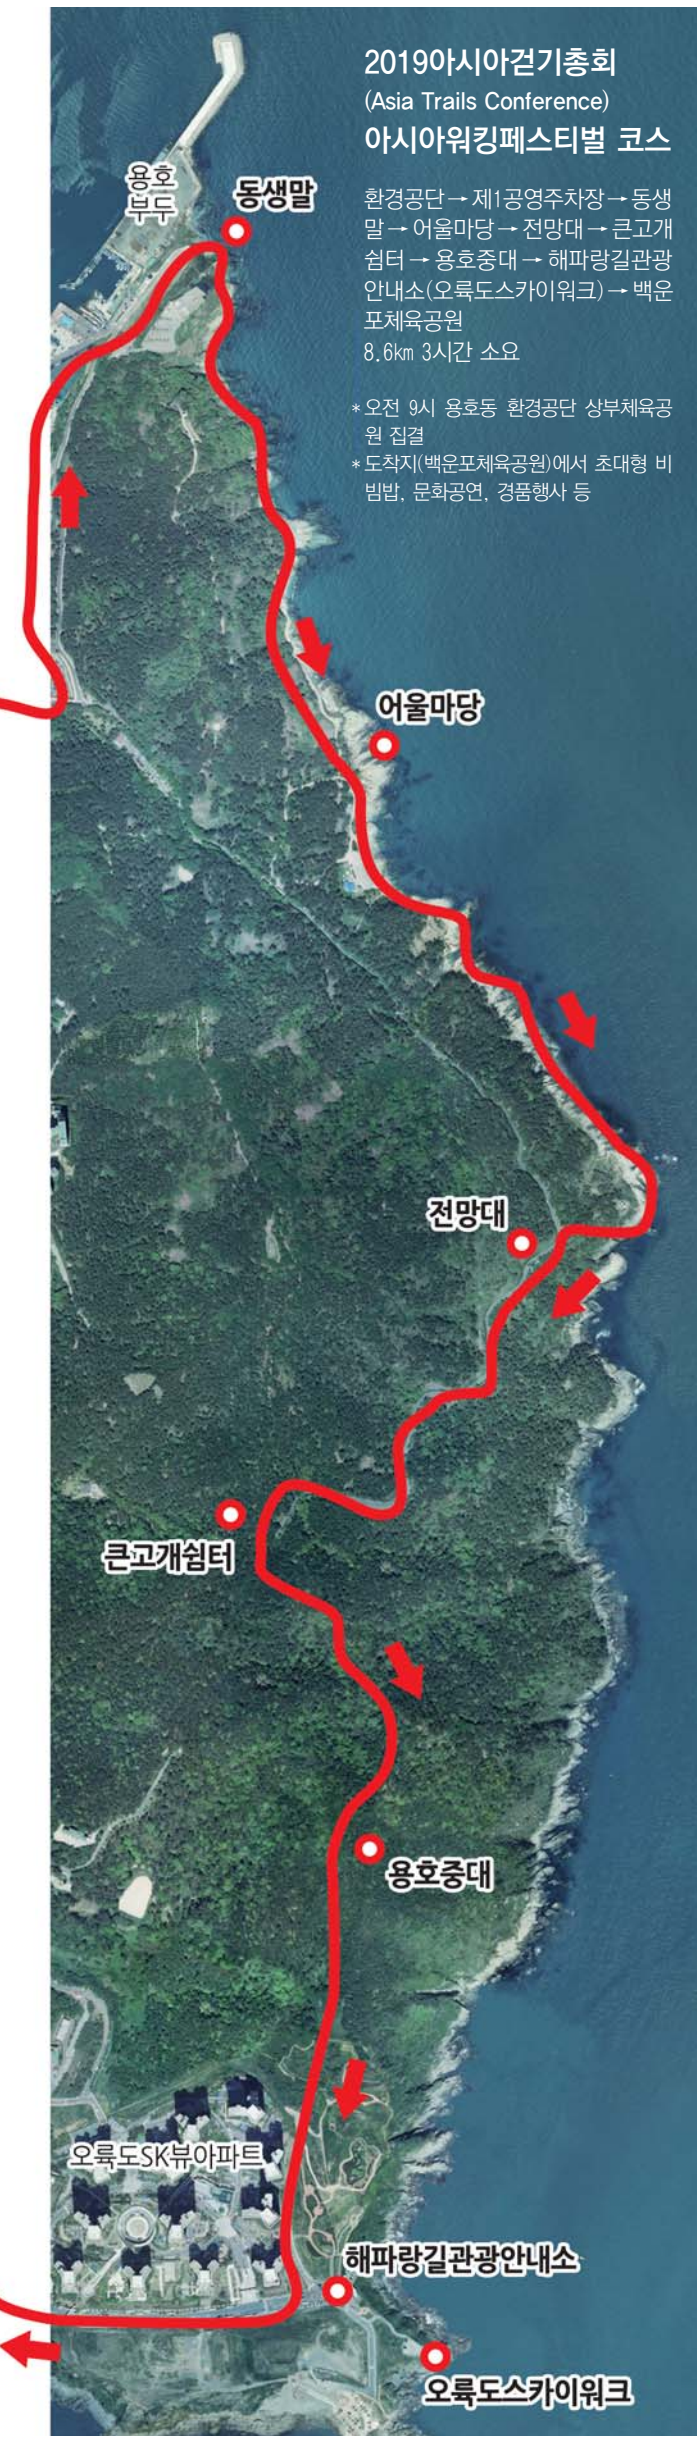 2019아시아걷기총회
(Asia Trails Conference)
아시아워킹페스티벌 코스
환경공단→제1공영주차장→동생
말→어울마당→전망대→큰고개
쉼터→용호중대→해파랑길관광
안내소(오륙도스카이워크)→백운
포체육공원
8.6km 3시간 소요
*오전 9시 용호동 환경공단 상부체육공
원 집결
*도착지(백운포체육공원)에서 초대형 비
빔밥, 문화공연, 경품행사 등
용호
부두
동생말
어울마당
전망대
큰고개쉼터
용호중대
오륙도SK뷰아파트
해파랑길관광안내소
오륙도스카이워크